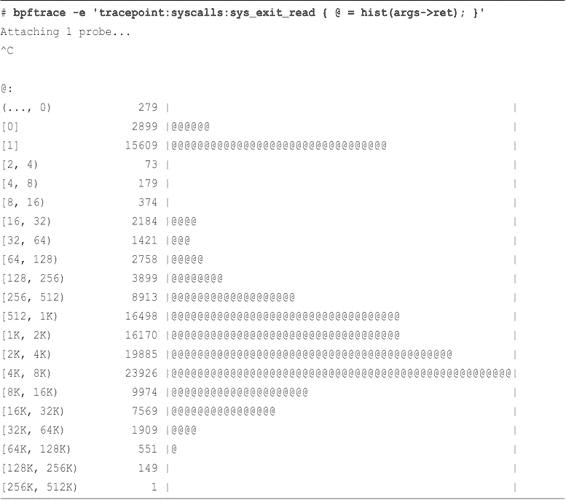 # bpftrace -e 'tracepoint:syscalls:sys_exit_read { @ = hist(args->ret); }'
Attaching 1 probe...
^C
@:
(..., 0)             279 |                                                    |
[0]                 2899 |@@@@@@                                              |
[1]                15609 |@@@@@@@@@@@@@@@@@@@@@@@@@@@@@@@@@                   |
[2, 4)                73 |                                                    |
[4, 8)               179 |                                                    |
[8, 16)              374 |                                                    |
[16, 32)            2184 |@@@@                                                |
[32, 64)            1421 |@@@                                                 |
[64, 128)           2758 |@@@@@                                               |
[128, 256)          3899 |@@@@@@@@                                            |
[256, 512)          8913 |@@@@@@@@@@@@@@@@@@@                                 |
[512, 1K)          16498 |@@@@@@@@@@@@@@@@@@@@@@@@@@@@@@@@@@@                 |
[1K, 2K)           16170 |@@@@@@@@@@@@@@@@@@@@@@@@@@@@@@@@@@@                 |
[2K, 4K)           19885 |@@@@@@@@@@@@@@@@@@@@@@@@@@@@@@@@@@@@@@@@@@@         |
[4K, 8K)           23926 |@@@@@@@@@@@@@@@@@@@@@@@@@@@@@@@@@@@@@@@@@@@@@@@@@@@@|
[8K, 16K)           9974 |@@@@@@@@@@@@@@@@@@@@@                               |
[16K, 32K)          7569 |@@@@@@@@@@@@@@@@                                    |
[32K, 64K)          1909 |@@@@                                                |
[64K, 128K)          551 |@                                                   |
[128K, 256K)         149 |                                                    |
[256K, 512K)           1 |                                                    |